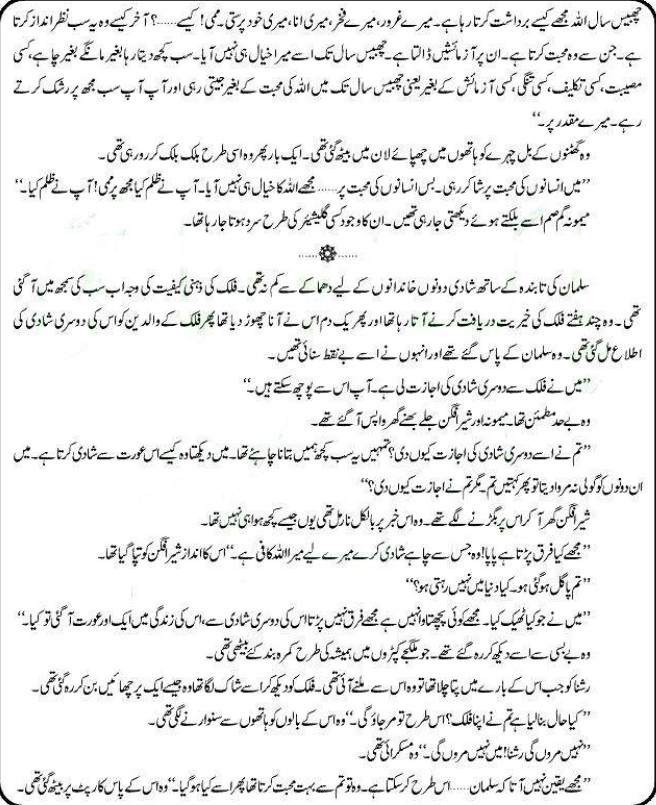 چھبیس سال اللہ مجھے کیسے برداشت کرتا رہا ہے۔ میرے غرور، میرے فخر، میری انا، میری خود پرستی۔ ممی! کیسے......؟ آخر کیسے وہ یہ سب نظر انداز کرتا
ہے۔ جن سے وہ محبت کرتا ہے۔ ان پر آزمائشیں ڈالتا ہے۔ چھبیس سال تک اسے میرا خیال ہی نہیں آیا۔ سب کچھ دیتا رہا بغیر مانگے بغیر چاہے، کسی
مصیبت، کسی تکلیف، کسی تنگی، کسی آزمائش کے بغیر یعنی چھبیس سال تک میں اللہ کی محبت کے بغیر جیتی رہی اور آپ آپ سب مجھ پر رشک کرتے
رہے۔ میرے مقدر پر۔‘‘
وہ گھٹنوں کے بل چہرے کو ہاتھوں میں چھپائے لان میں بیٹھ گئی تھی۔ ایک بار پھر وہ اسی طرح بلک بلک کر رو رہی تھی۔
’’میں انسانوں کی محبت پر شاکر رہی۔ بس انسانوں کی محبت پر...... مجھے اللہ کا خیال ہی نہیں آیا۔ آپ نے ظلم کیا مجھ پر ممی! آپ نے ظلم کیا۔‘‘
میمونہ گم صم اسے بلکتے ہوئے دیکھتی جا رہی تھیں۔ ان کا وجود کسی گلیشیئر کی طرح سرد ہوتا جا رہا تھا۔
سلمان کی تابندہ کے ساتھ شادی دونوں خاندانوں کے لیے دھماکے سے کم نہ تھی۔ فلک کی ذہنی کیفیت کی وجہ اب سب کی سمجھ میں آ گئی
تھی۔ وہ چند ہفتے فلک کی خیریت دریافت کرنے آتا رہا تھا اور پھر یک دم اس نے آنا چھوڑ دیا تھا پھر فلک کے والدین کو اس کی دوسری شادی کی
اطلاع مل گئی تھی۔ وہ سلمان کے پاس گئے تھے اور انہوں نے اسے بے نقط سنائی تھیں۔
’’میں نے فلک سے دوسری شادی کی اجازت لی ہے۔ آپ اس سے پوچھ سکتے ہیں۔‘‘
وہ بے حد مطمئن تھا۔ میمونہ اور شیر افگن جلے بھنے گھر واپس آ گئے تھے۔
’’تم نے اسے دوسری شادی کی اجازت کیوں دی؟ تمہیں یہ سب کچھ ہمیں بتانا چاہئے تھا۔ میں دیکھتا وہ کیسے اس عورت سے شادی کرتا ہے۔ میں
ان دونوں کو گولی نہ مروا دیتا تو پھر کہتیں تم۔ مگر تم نے اجازت کیوں دی؟‘‘
شیر افگن گھر آ کر اس پر بگڑنے لگے تھے۔ وہ اس خبر پر بالکل نارمل تھی یوں جیسے کچھ ہوا ہی نہیں تھا۔
’’مجھے کیا فرق پڑتا ہے پاپا! وہ جس سے چاہے شادی کرے میرے لیے میرا اللہ کافی ہے۔‘‘ اس کا انداز شیر افگن کو تپا گیا تھا۔
’’تم پاگل ہو گئی ہو۔ کیا دنیا میں نہیں رہتی ہو؟‘‘
’’میں نے جو کیا ٹھیک کیا۔ مجھے کوئی پچھتاوا نہیں ہے مجھے فرق نہیں پڑتا اس کی دوسری شادی سے، اس کی زندگی میں ایک اور عورت آ گئی تو کیا۔‘‘
وہ بے بسی سے اسے دیکھ کر رہ گئے تھے۔ جو ملگجے کپڑوں میں ہمیشہ کی طرح کمرہ بند کئے بیٹھی تھی۔
رشنا کو جب اس کے بارے میں پتا چلا تھا تو وہ اس سے ملنے آئی تھی۔ فلک کو دیکھ کر اسے شاک لگا تھا وہ جیسے ایک پرچھائیں بن کر رہ گئی تھی۔
’’کیا حال بنا لیا ہے تم نے اپنا فلک؟ اس طرح تو مر جاؤ گی۔‘‘ وہ اس کے بالوں کو ہاتھوں سے سنوارنے لگی تھی۔
’’نہیں مروں گی رشنا! میں نہیں مروں گی۔‘‘ وہ مسکرائی تھی۔
’’مجھے یقین نہیں آتا کہ سلمان...... اس طرح کر سکتا ہے۔ وہ تو تم سے بہت محبت کرتا تھا پھر اسے کیا ہو گیا۔‘‘ وہ اس کے پاس کارپٹ پر بیٹھ گئی تھی۔